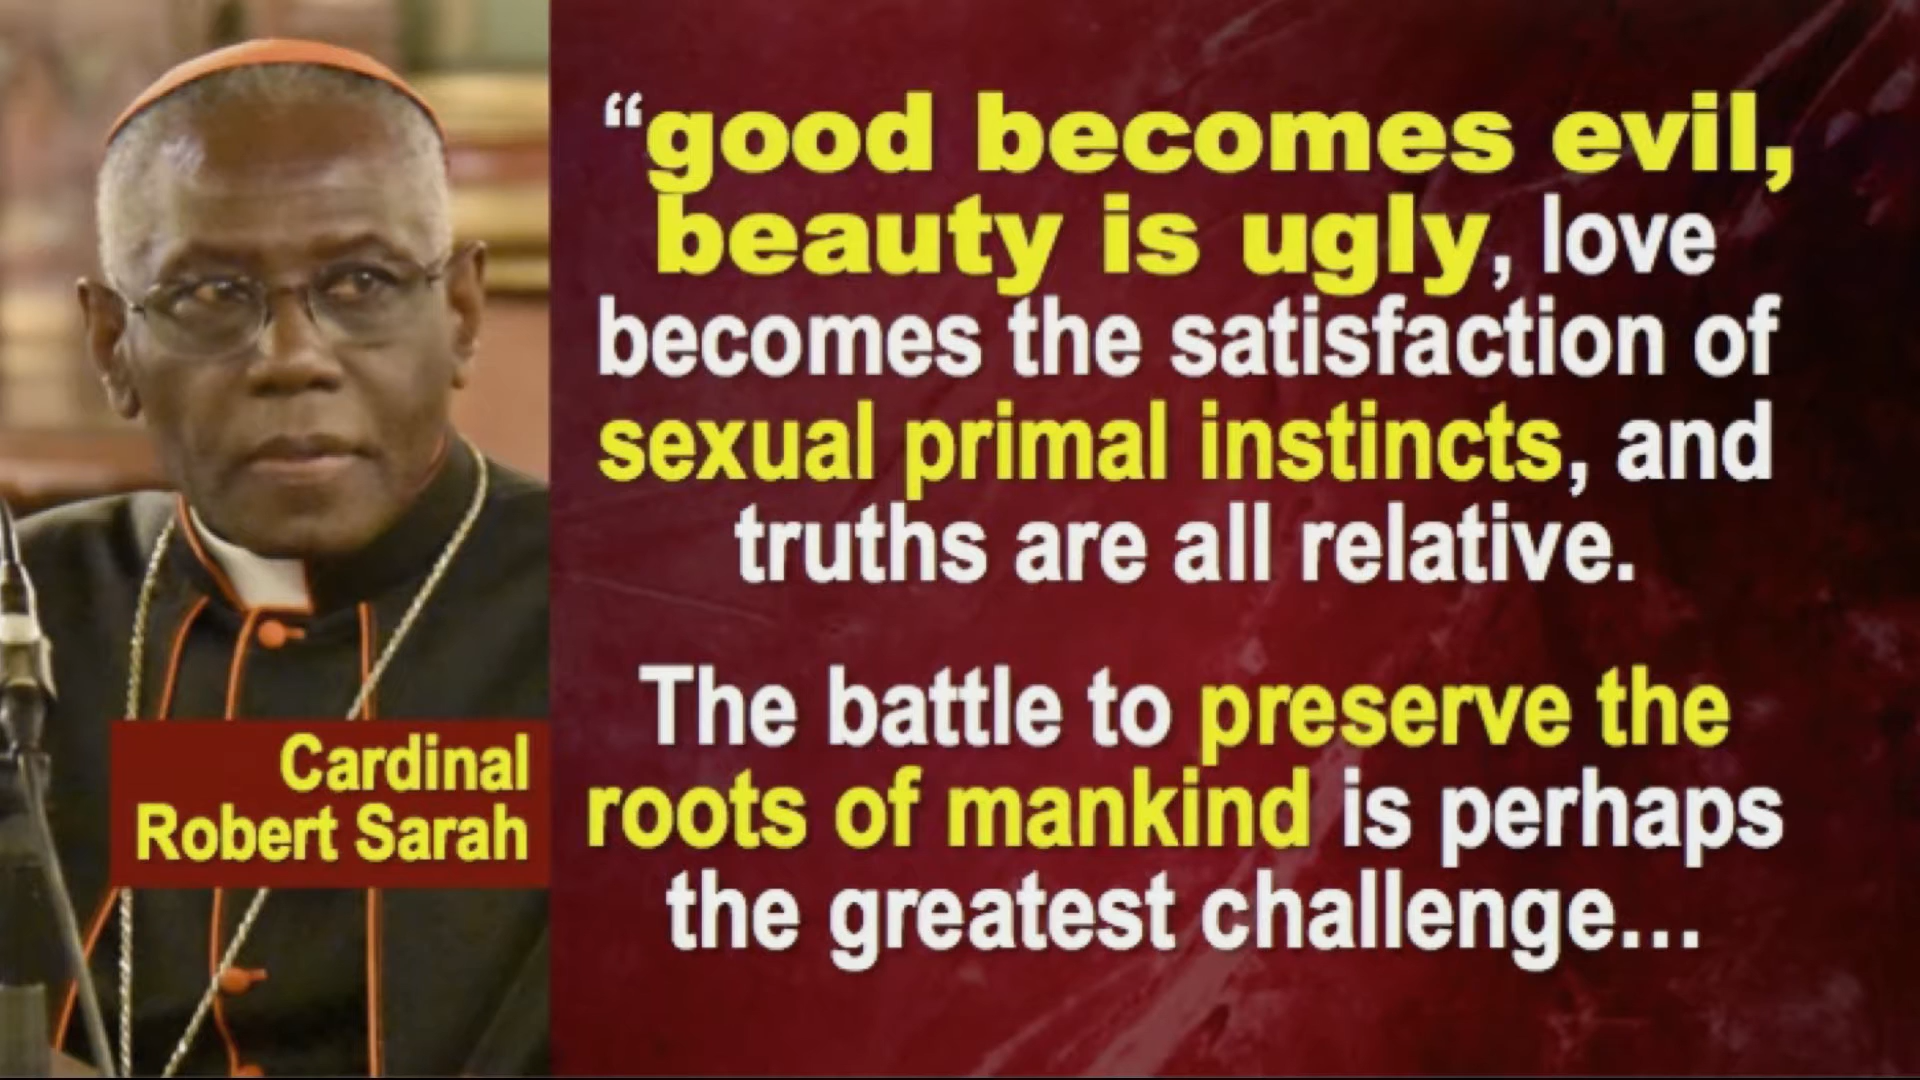 “good becomes evil,
beauty is ugly, love
becomes the satisfaction of
sexual primal instincts, and
truths are all relative.
The battle to preserve the
roots of mankind is perhaps
the greatest challenge...
Cardinal
Robert Sarah